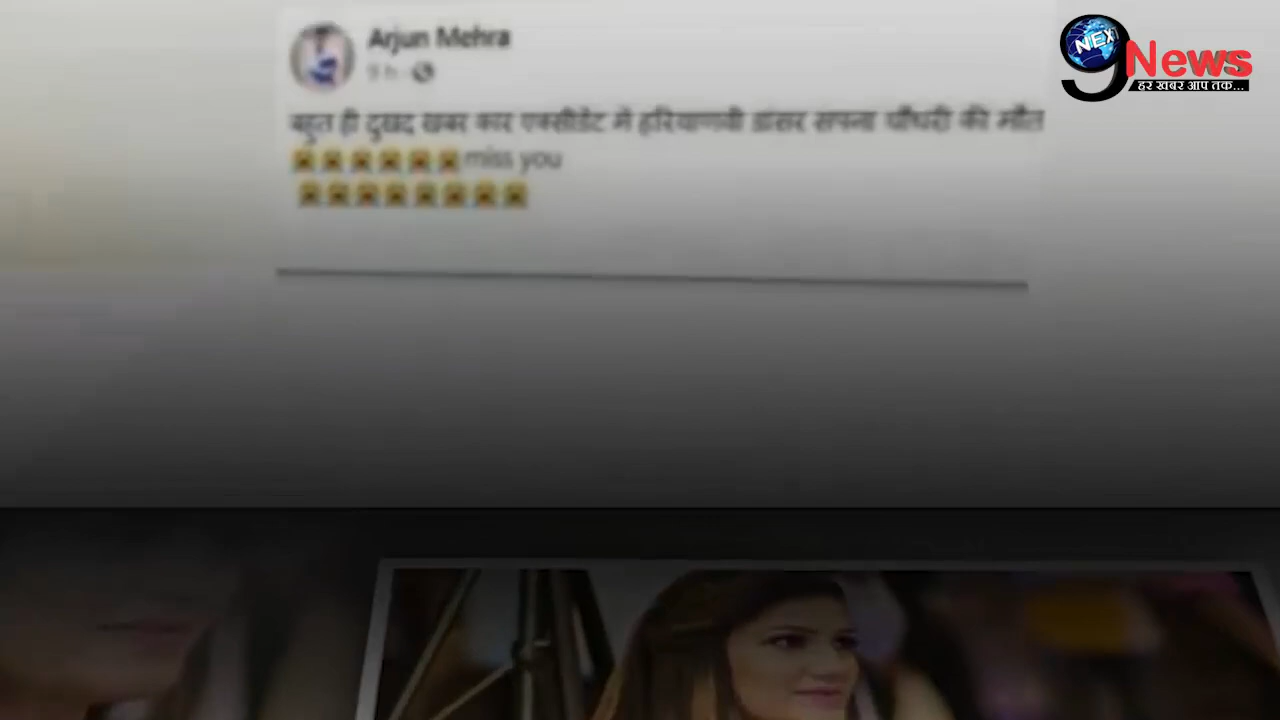 Arjun Mehra
9 h
बहुत ही दुखद खबर कार एक्सीडेंट में हरियाणवी डांसर सपना चौधरी की मौत
😭😭😭😭😭😭miss you
😭😭😭😭😭😭😭😭
NEX
9 News
हर खबर आप तक...